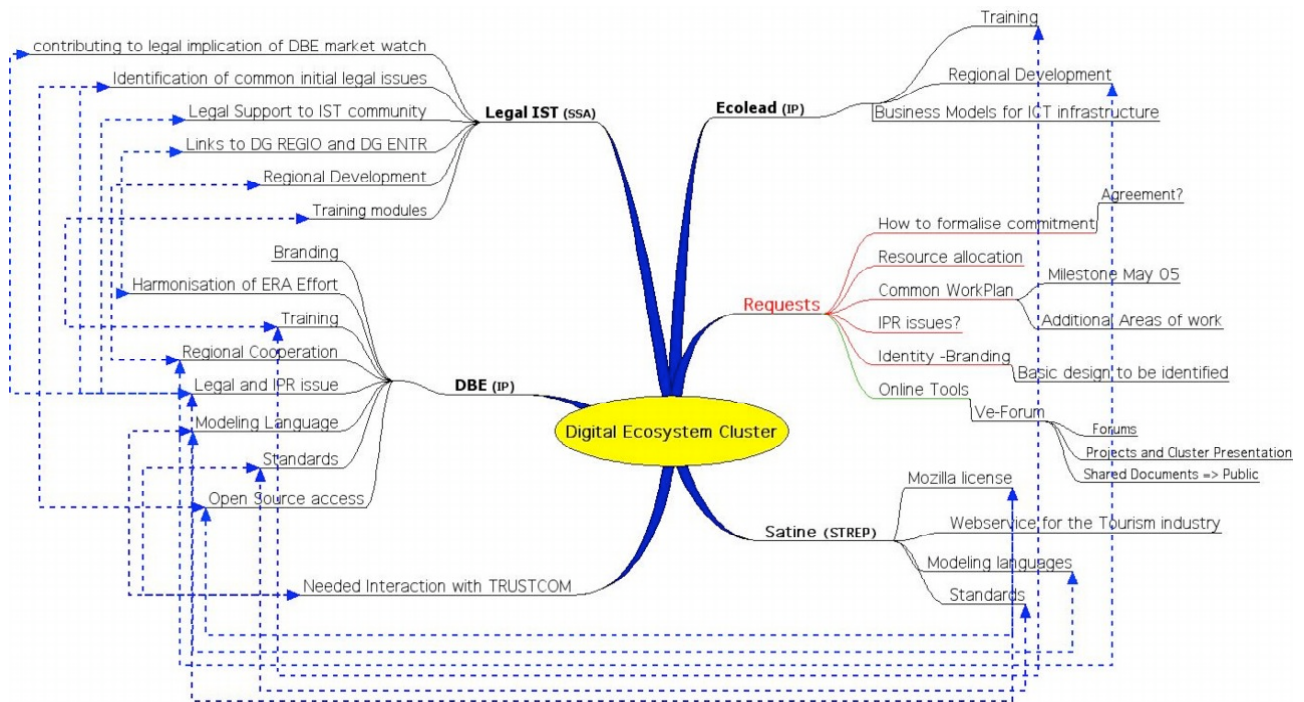 Training
contributing to legal implication of DBE market watch
Identification of common initial legal issues
Regional Development
Legal IST (SSA)
Ecolead (IP)
Legal Support to IST community
Business Models for ICT infrastructure
Links to DG REGIO and DG ENTR
Regional Development
Training modules
Agreement?
How to formalise commitment
Branding
Resource allocation
Harmonisation of ERA Effort
Milestone May 05
Requests
Common WorkPlan
Training
IPR issues?
Additional Areas of work
Regional Cooperation
Identity -Branding
Basic design to be identified
Legal and IPR issue
DBE (IP)
Online Tools
Ve-Forum
Modeling Language
Digital Ecosystem Cluster
Forums
Projects and Cluster Presentation
Standards
Shared Documents => Public
Open Source access
Mozilla license
Satine (STREP)
Webservice for the Tourism industry
Modeling languages
Needed Interaction with TRUSTCOM
Standards